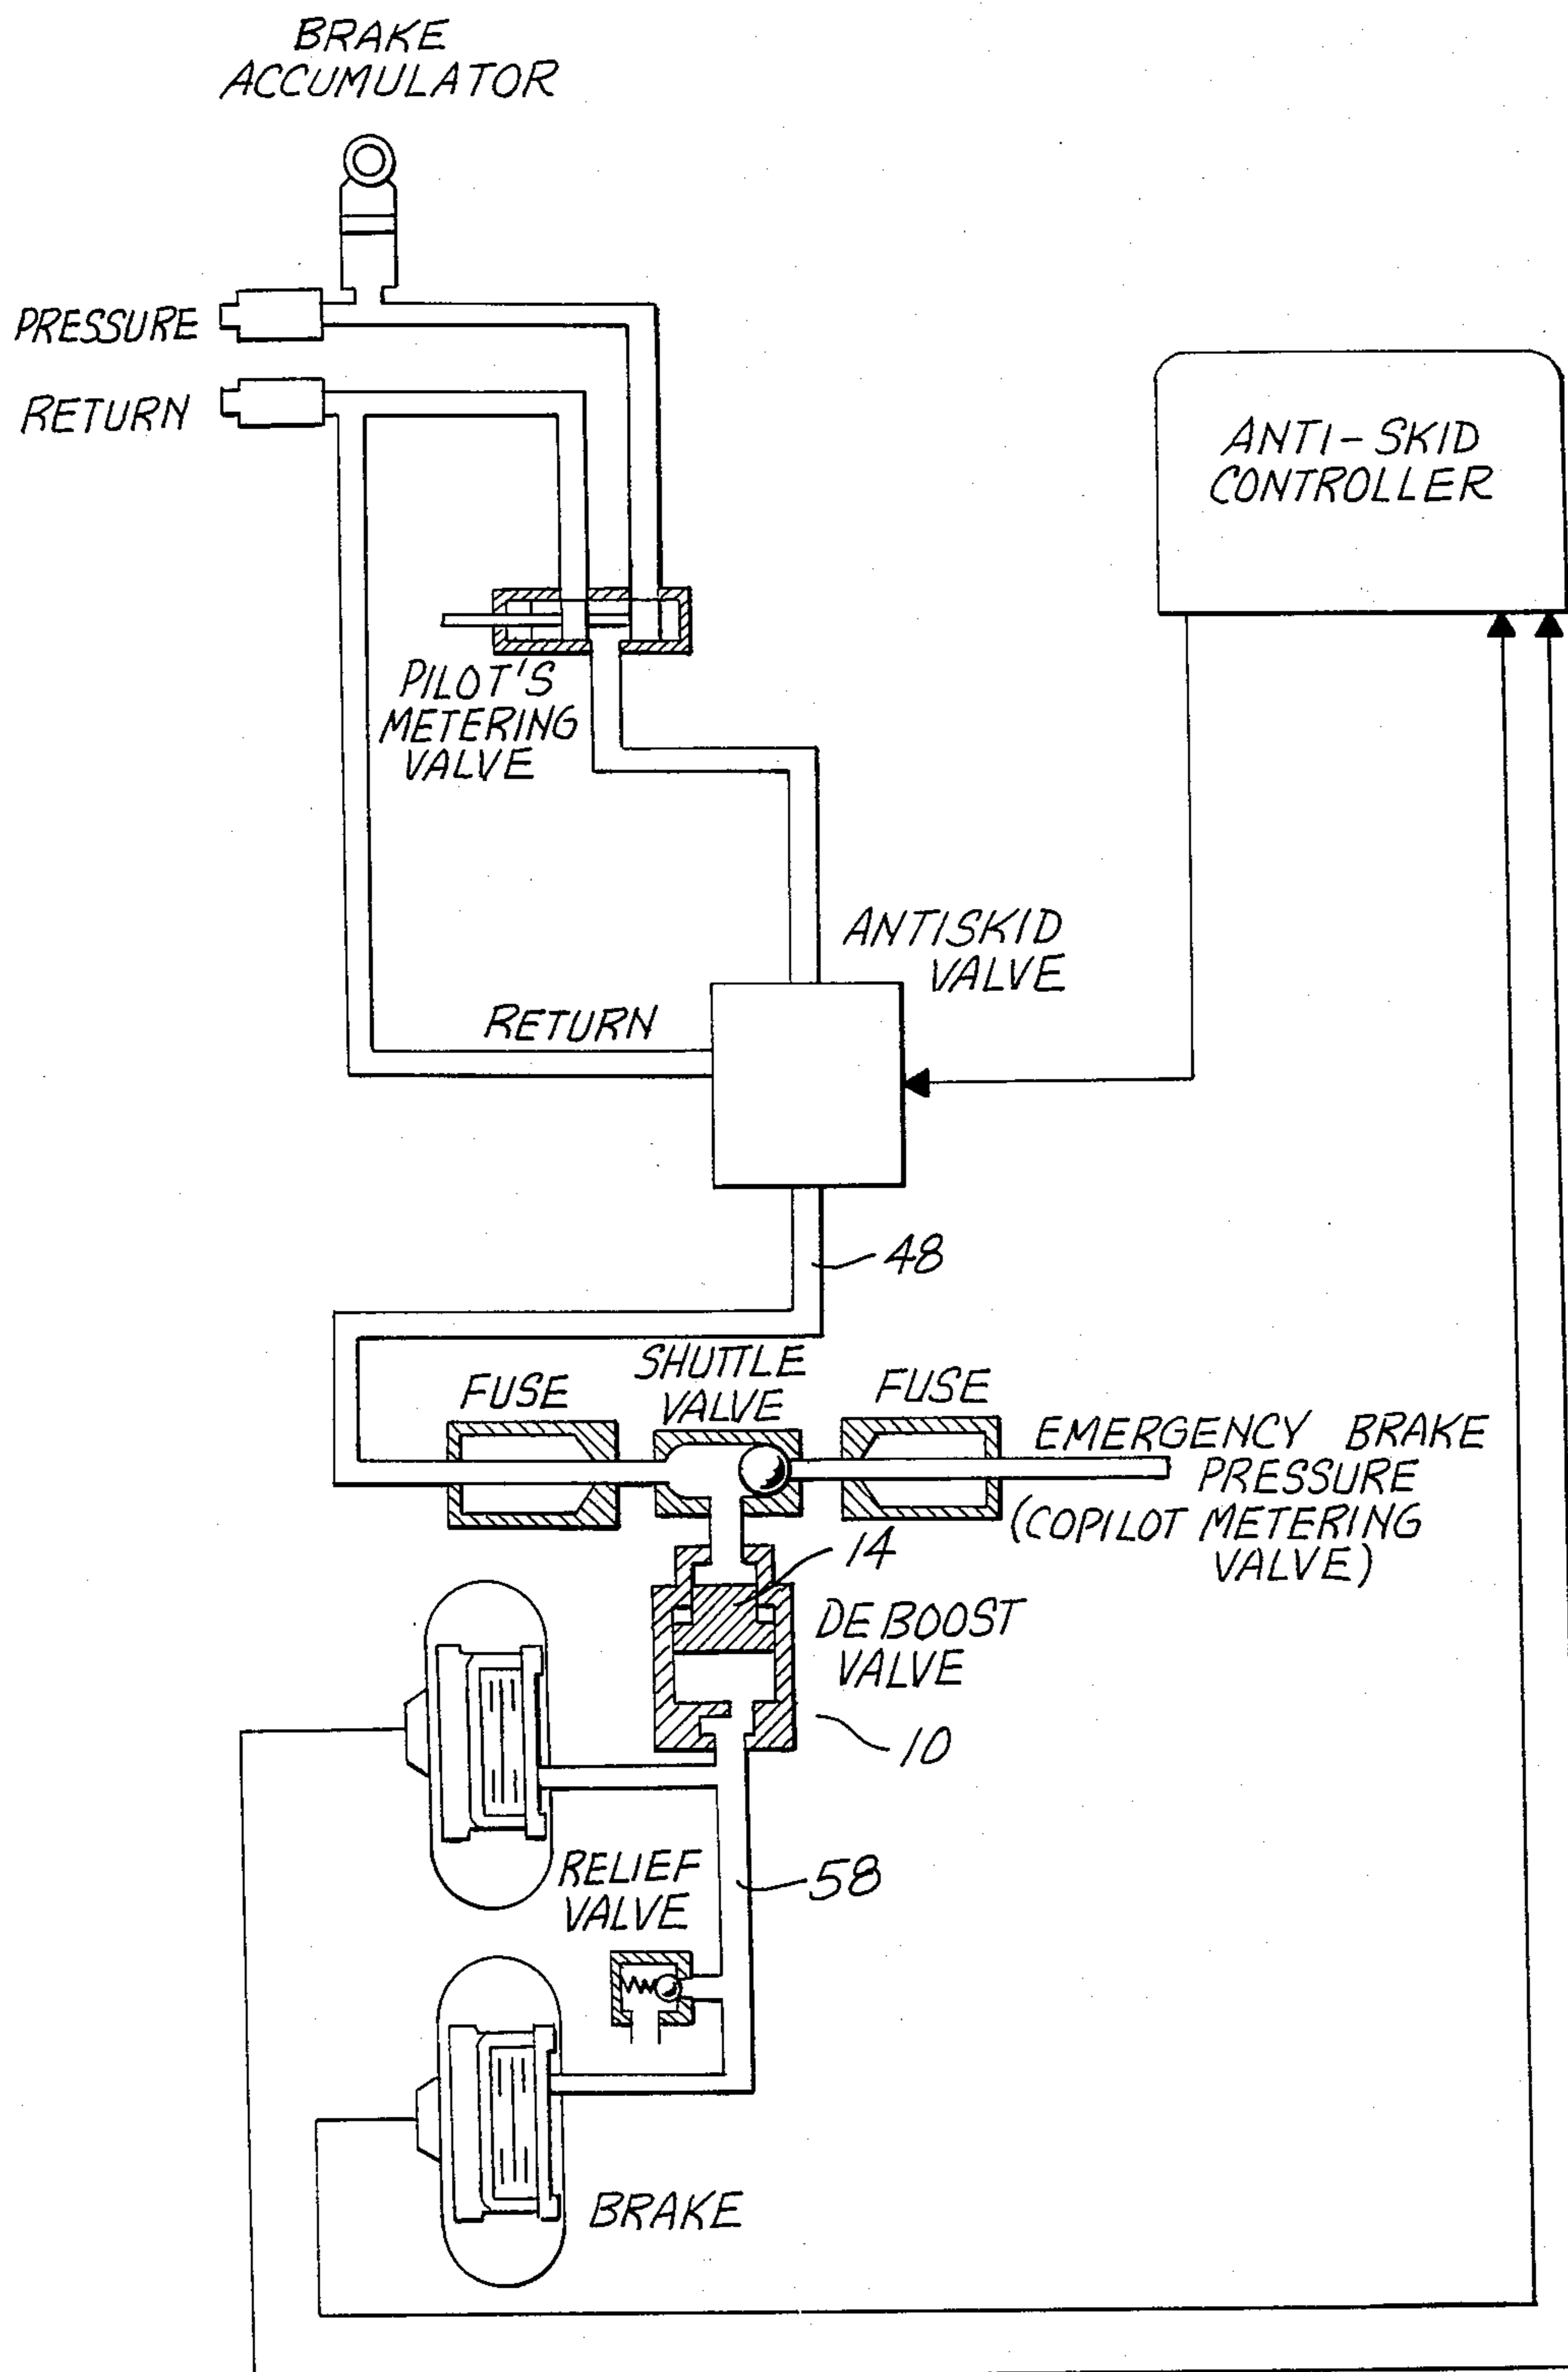 BRAKE
ACCUMULATOR
PRESSURE
RETURN
ANTI-SKID
CONTROLLER
PILOT'S
METERING
VALVE
ANTISKID
VALVE
RETURN
48
SHUTTLE
VALVE
FUSE
FUSE
EMERGENCY BRAKE
PRESSURE
(COPILOT METERING
VALVE)
14
DE BOOST
VALVE
10
RELIEF
VALVE
58
BRAKE